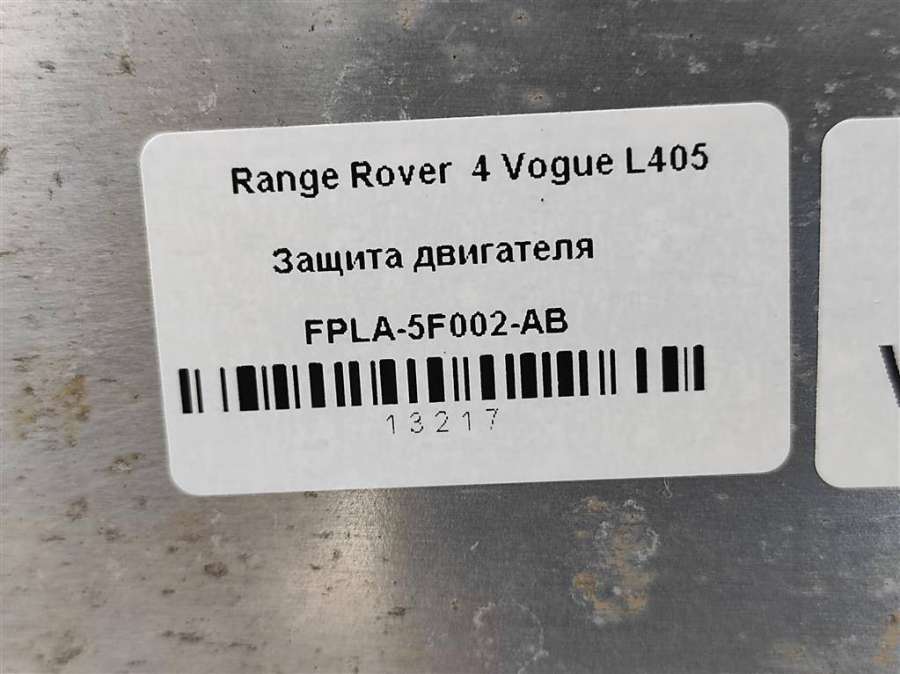 Range Rover 4 Vogue L405
Защита двигателя
FPLA-5F002-AB
13217